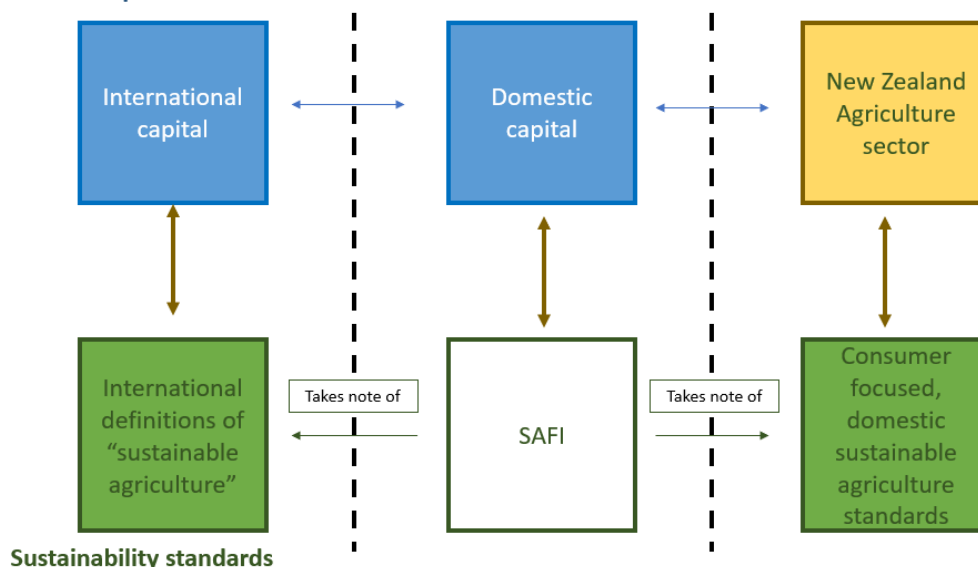 International
capital
Domestic
capital
New Zealand
Agriculture
sector
International
definitions of
“sustainable
agriculture”
Takes note of
SAFI
Takes note of
Consumer
focused,
domestic
sustainable
agriculture
standards
Sustainability standards